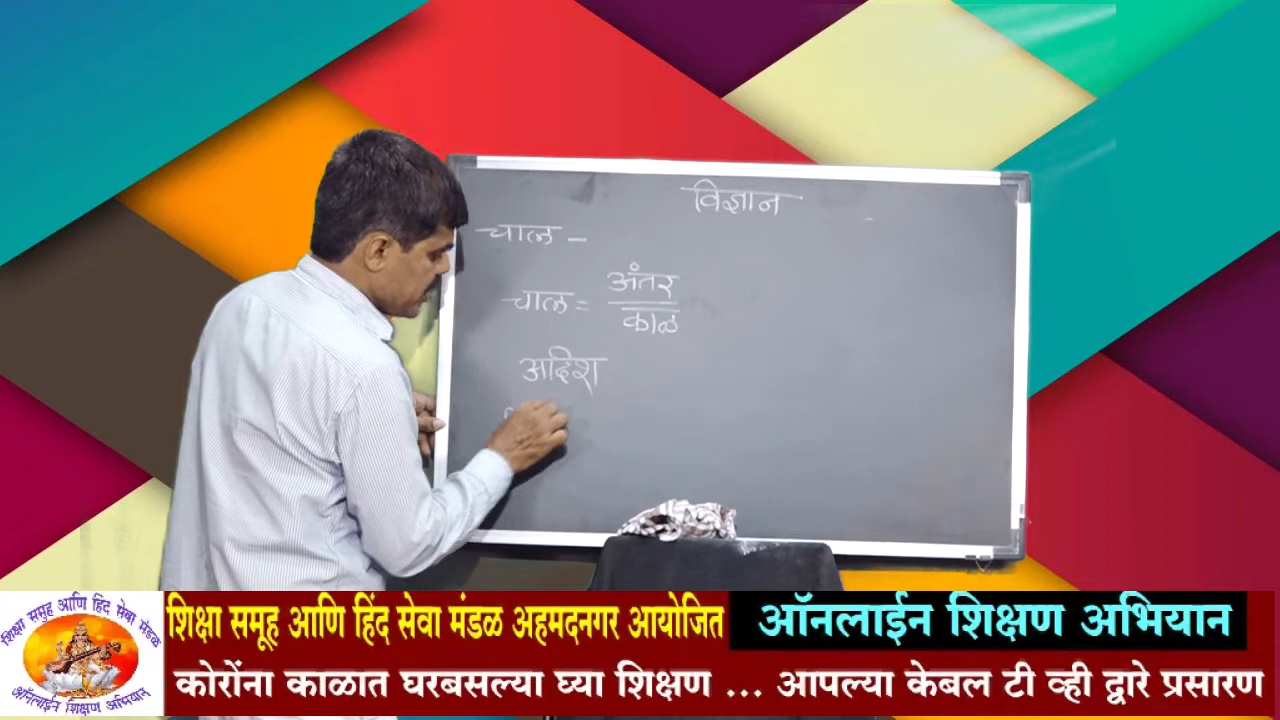 विज्ञान
चाल –
चाल = अंतर
काळ
अदिश
शिक्षा समूह आणि हिंद सेवा मंडळ अहमदनगर आयोजित
ऑनलाईन शिक्षण अभियान
कोरोंना काळात घरबसल्या घ्या शिक्षण ... आपल्या केबल टी व्ही द्वारे प्रसारण
शिक्षा समुह आणि हिंद सेवा मंडळ
ऑनलाईन शिक्षण अभियान